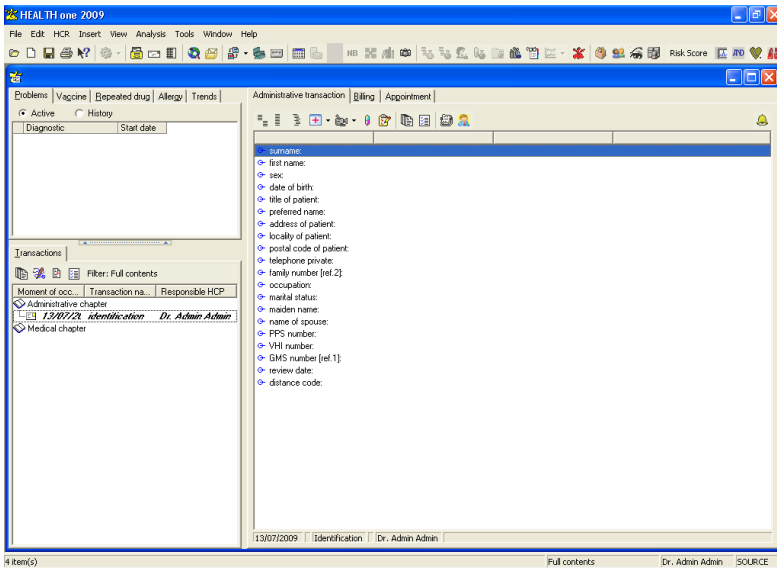 HEALTH one 2009
File Edit HCR Insert View Analysis Tools Window Help
NB Risk Score AND
Problems Vaccine Repeated drug Allergy Trends
Active History
Diagnostic Start date
Transactions
Filter: Full contents
Moment of occ... Transaction na... Responsible HCP
Administrative chapter
13/07/20 identification Dr. Admin Admin
Medical chapter
Administrative transaction Billing Appointment
surname:
first name:
sex:
date of birth:
title of patient:
preferred name:
address of patient:
locality of patient:
postal code of patient:
telephone private:
family number [ref.2]:
occupation:
marital status:
maiden name:
name of spouse:
PPS number:
VHI number:
GMS number [ref.1]:
review date:
distance code:
13/07/2009 Identification Dr. Admin Admin
4 item(s) Full contents Dr. Admin Admin SOURCE